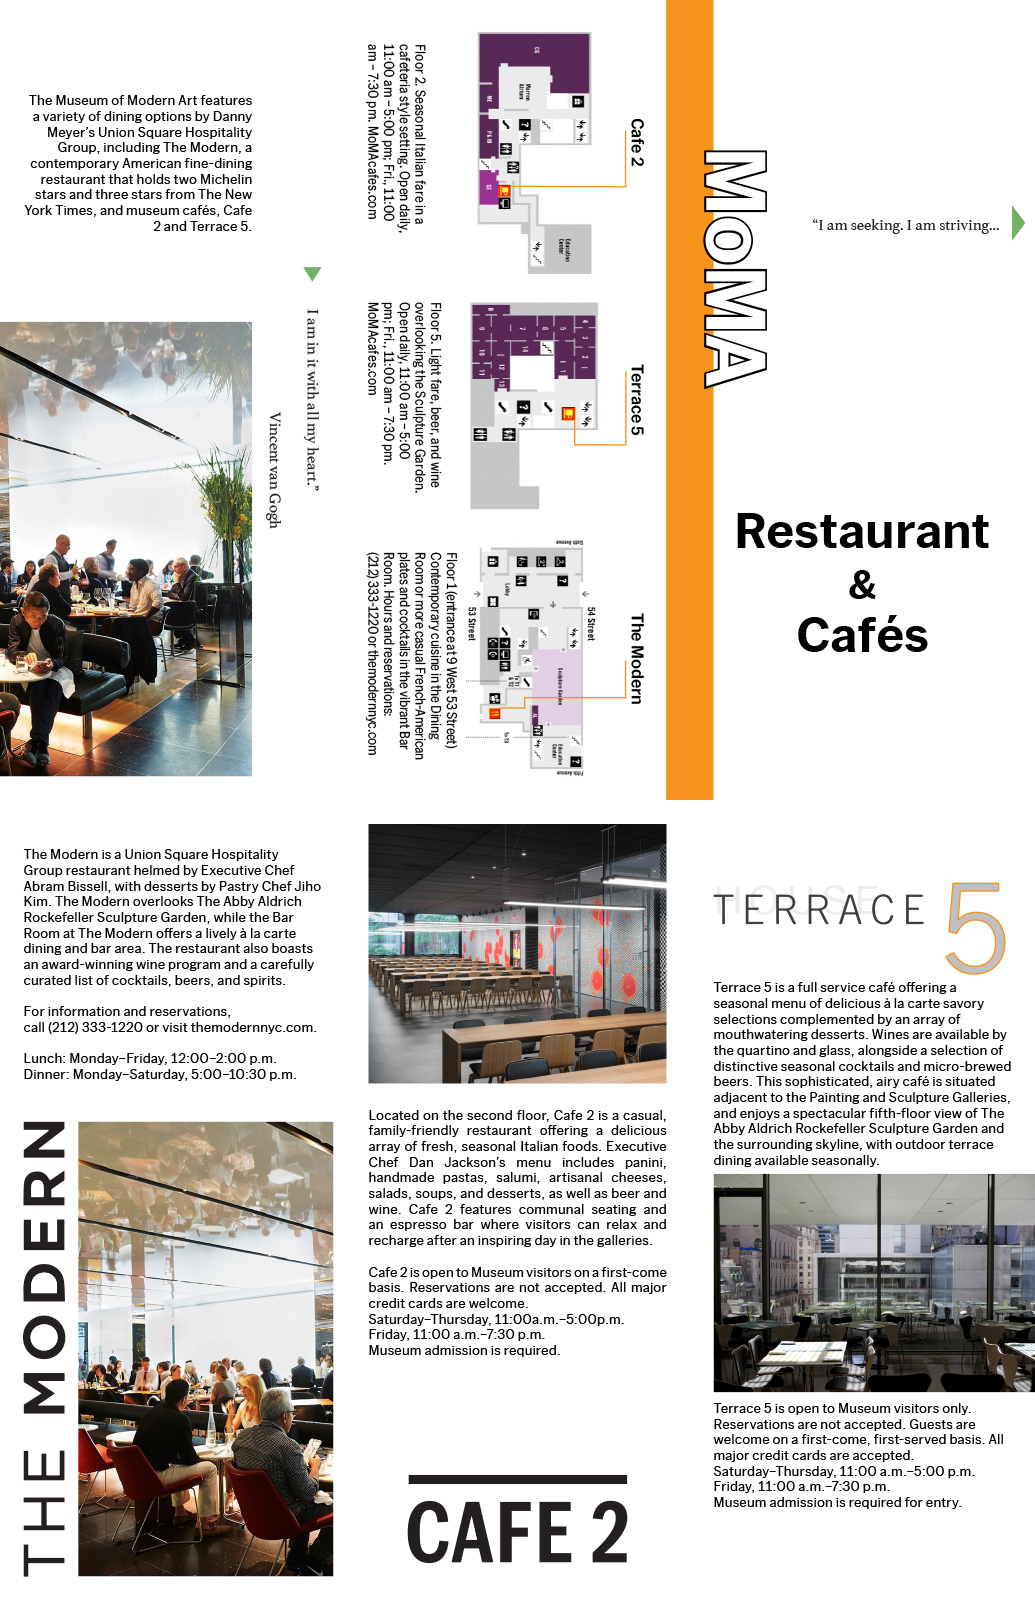 The Museum of Modern Art features
a variety of dining options by Danny
Meyer’s Union Square Hospitality
Group, including The Modern, a
contemporary American fine-dining
restaurant that holds two Michelin
stars and three stars from The New
York Times, and museum cafés, Cafe
2 and Terrace 5.
I am in it with all my heart.”
Vincent van Gogh
Cafe 2
Floor 2. Seasonal Italian fare in a
cafeteria style setting. Open daily,
11:00 am – 5:00 pm; Fri., 11:00
am – 7:30 pm. MoMAcafes.com
Marron
Atrium
Education
Center
Terrace 5
Floor 5. Light fare, beer, and wine
overlooking the Sculpture Garden.
Open daily, 11:00 am – 5:00
pm; Fri., 11:00 am – 7:30 pm.
MoMAcafes.com
The Modern
Sixth Avenue
54 Street
53 Street
Lobby
Sculpture Garden
Education
Center
Fifth Avenue
Floor 1 (entrance at 9 West 53 Street)
Contemporary cuisine in the Dining
Room or more casual French-American
plates and cocktails in the vibrant Bar
Room. Hours and reservations:
(212) 333-1220 or themodernnyc.com
MoMA
“I am seeking. I am striving...
Restaurant
&
Cafés
The Modern is a Union Square Hospitality
Group restaurant helmed by Executive Chef
Abram Bissell, with desserts by Pastry Chef Jiho
Kim. The Modern overlooks The Abby Aldrich
Rockefeller Sculpture Garden, while the Bar
Room at The Modern offers a lively à la carte
dining and bar area. The restaurant also boasts
an award-winning wine program and a carefully
curated list of cocktails, beers, and spirits.
For information and reservations,
call (212) 333-1220 or visit themodernnyc.com.
Lunch: Monday–Friday, 12:00–2:00 p.m.
Dinner: Monday–Saturday, 5:00–10:30 p.m.
THE MODERN
Located on the second floor, Cafe 2 is a casual,
family-friendly restaurant offering a delicious
array of fresh, seasonal Italian foods. Executive
Chef Dan Jackson’s menu includes panini,
handmade pastas, salumi, artisanal cheeses,
salads, soups, and desserts, as well as beer and
wine. Cafe 2 features communal seating and
an espresso bar where visitors can relax and
recharge after an inspiring day in the galleries.
Cafe 2 is open to Museum visitors on a first-come
basis. Reservations are not accepted. All major
credit cards are welcome.
Saturday–Thursday, 11:00a.m.–5:00p.m.
Friday, 11:00 a.m.–7:30 p.m.
Museum admission is required.
CAFE 2
HOUSE
TERRACE 5
Terrace 5 is a full service café offering a
seasonal menu of delicious à la carte savory
selections complemented by an array of
mouthwatering desserts. Wines are available by
the quartino and glass, alongside a selection of
distinctive seasonal cocktails and micro-brewed
beers. This sophisticated, airy café is situated
adjacent to the Painting and Sculpture Galleries,
and enjoys a spectacular fifth-floor view of The
Abby Aldrich Rockefeller Sculpture Garden and
the surrounding skyline, with outdoor terrace
dining available seasonally.
Terrace 5 is open to Museum visitors only.
Reservations are not accepted. Guests are
welcome on a first-come, first-served basis. All
major credit cards are accepted.
Saturday–Thursday, 11:00 a.m.–5:00 p.m.
Friday, 11:00 a.m.–7:30 p.m.
Museum admission is required for entry.